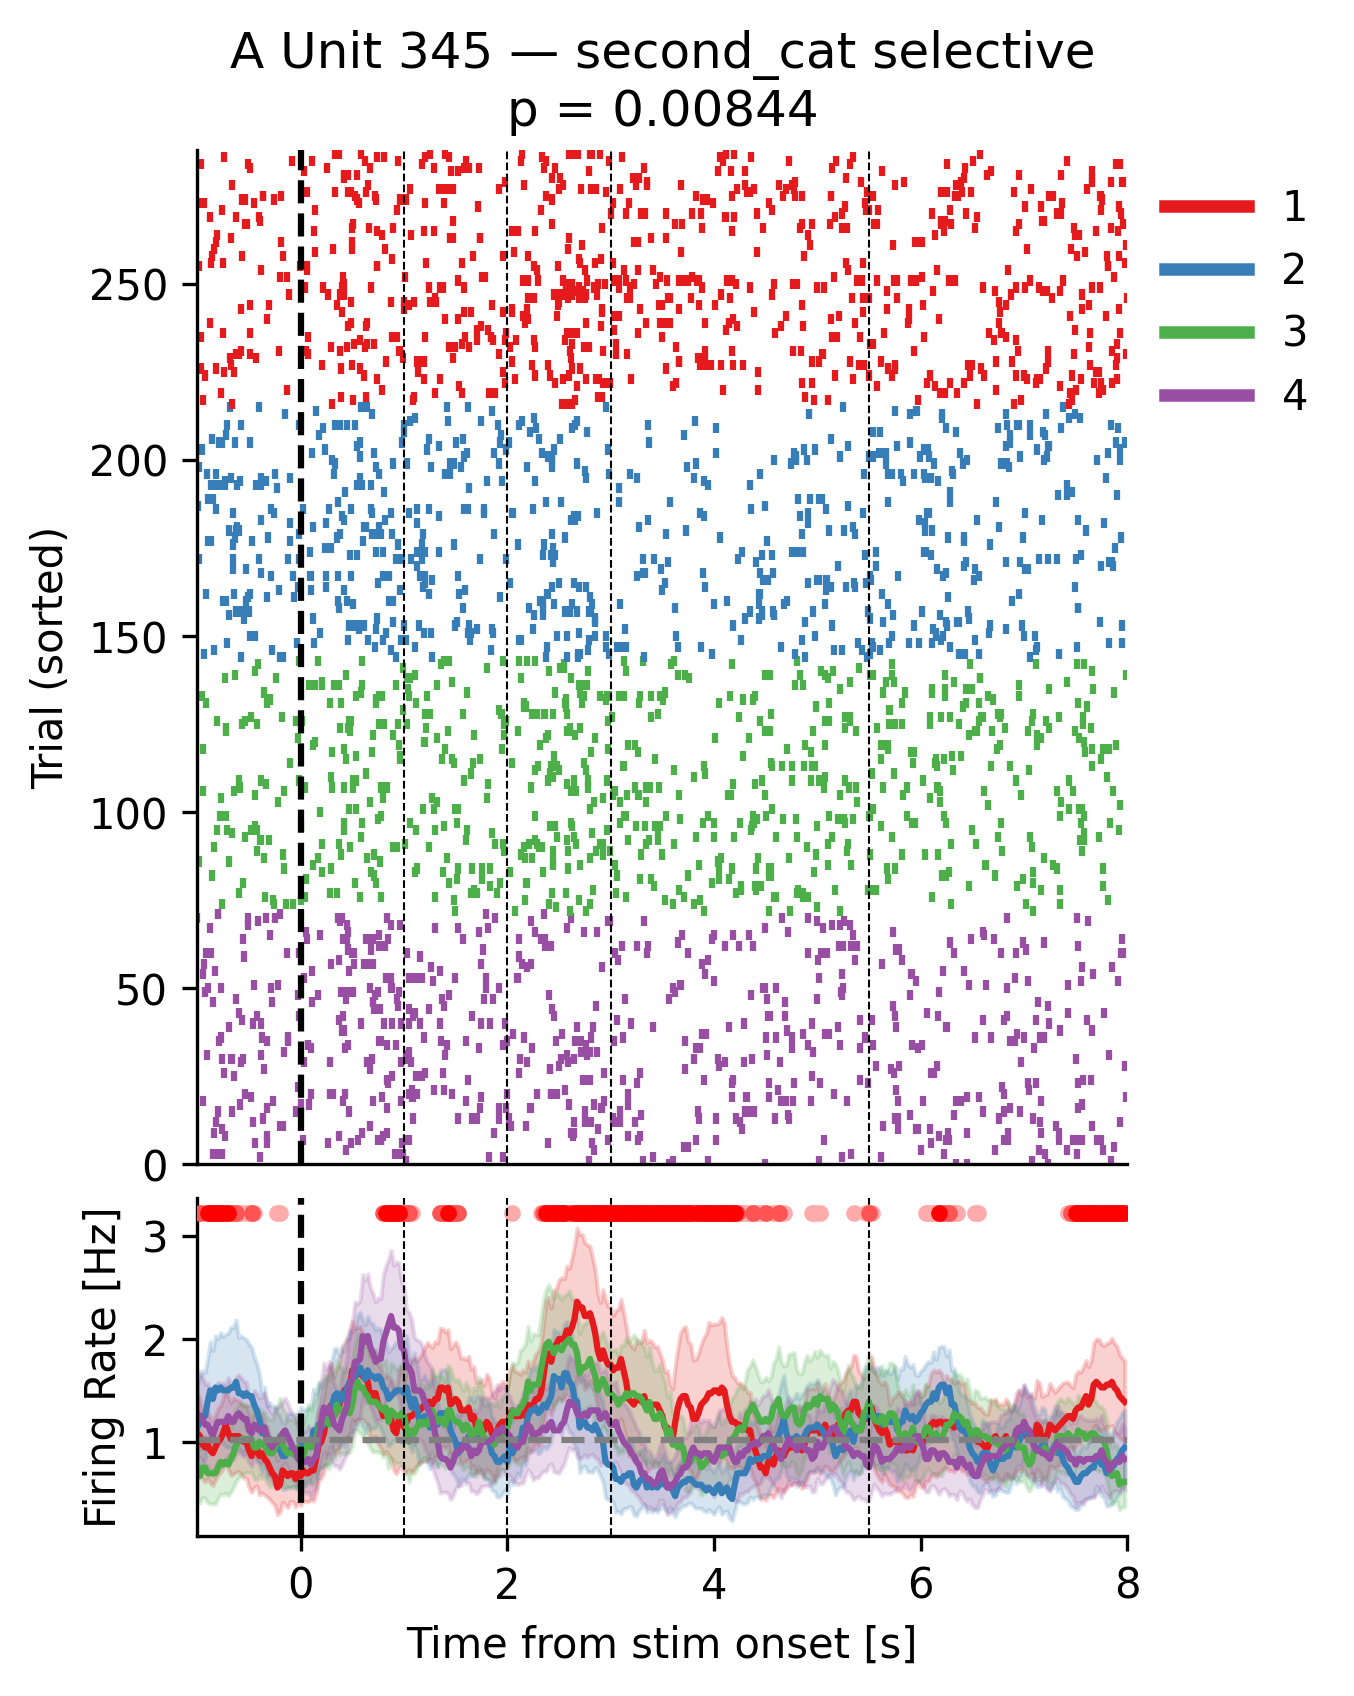 A Unit 345 — second_cat selective
p = 0.00844
1
2
3
4
Trial (sorted)
250
200
150
100
50
0
Firing Rate [Hz]
3
2
1
0 2 4 6 8
Time from stim onset [s]